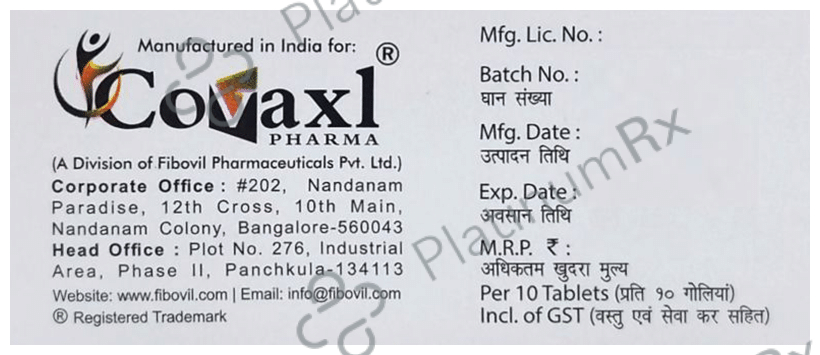 Manufactured in India for:
Covaxl®
PHARMA
(A Division of Fibovil Pharmaceuticals Pvt. Ltd.)
Corporate Office : #202, Nandanam
Paradise, 12th Cross, 10th Main,
Nandanam Colony, Bangalore-560043
Head Office : Plot No. 276, Industrial
Area, Phase II, Panchkula-134113
Website: www.fibovil.com | Email: info@fibovil.com
® Registered Trademark
Mfg. Lic. No. :
Batch No. :
घान संख्या
Mfg. Date :
उत्पादन तिथि
Exp. Date :
अवसान तिथि
M.R.P. ₹ :
अधिकतम खुदरा मुल्य
Per 10 Tablets (प्रति १० गोलियां)
Incl. of GST (वस्तु एवं सेवा कर सहित)
PlatinumRx